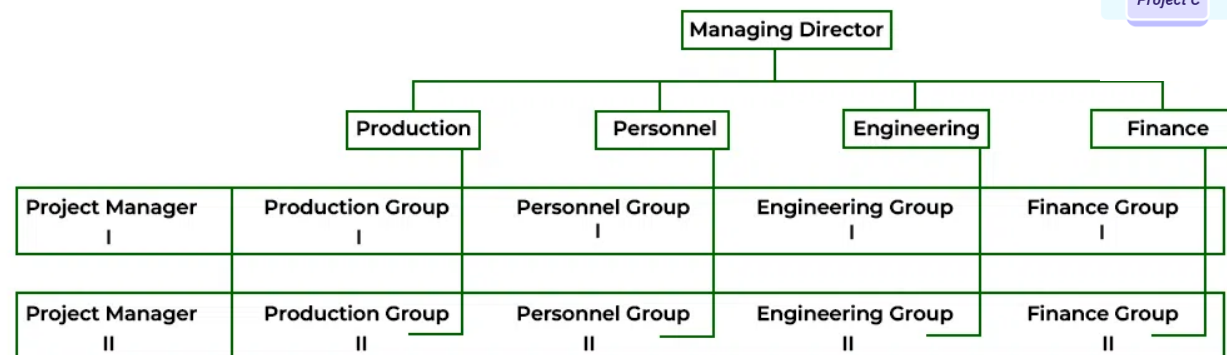 Project C
Managing Director
Production Personnel Engineering Finance
Project Manager Production Group Personnel Group Engineering Group Finance Group
I I I I I
Project Manager Production Group Personnel Group Engineering Group Finance Group
II II II II II